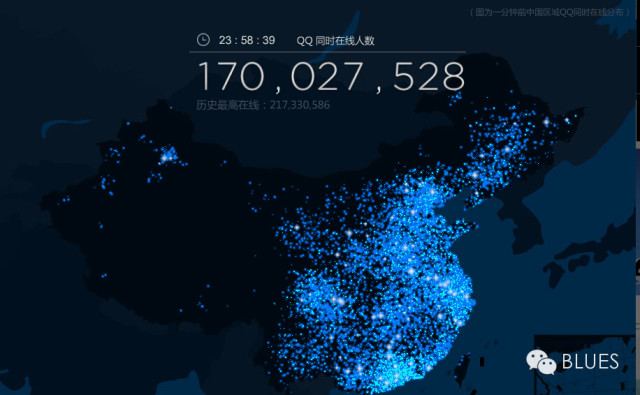 （图为一分钟前中国区域QQ同时在线分布）
23 : 58 : 39 QQ 同时在线人数
170,027,528
历史最高在线：217,330,586
BLUES